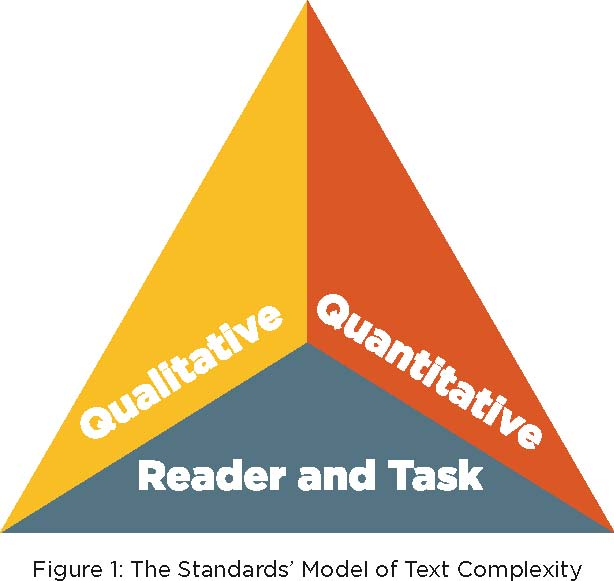 Qualitative
Quantitative
Reader and Task
Figure 1: The Standards’ Model of Text Complexity